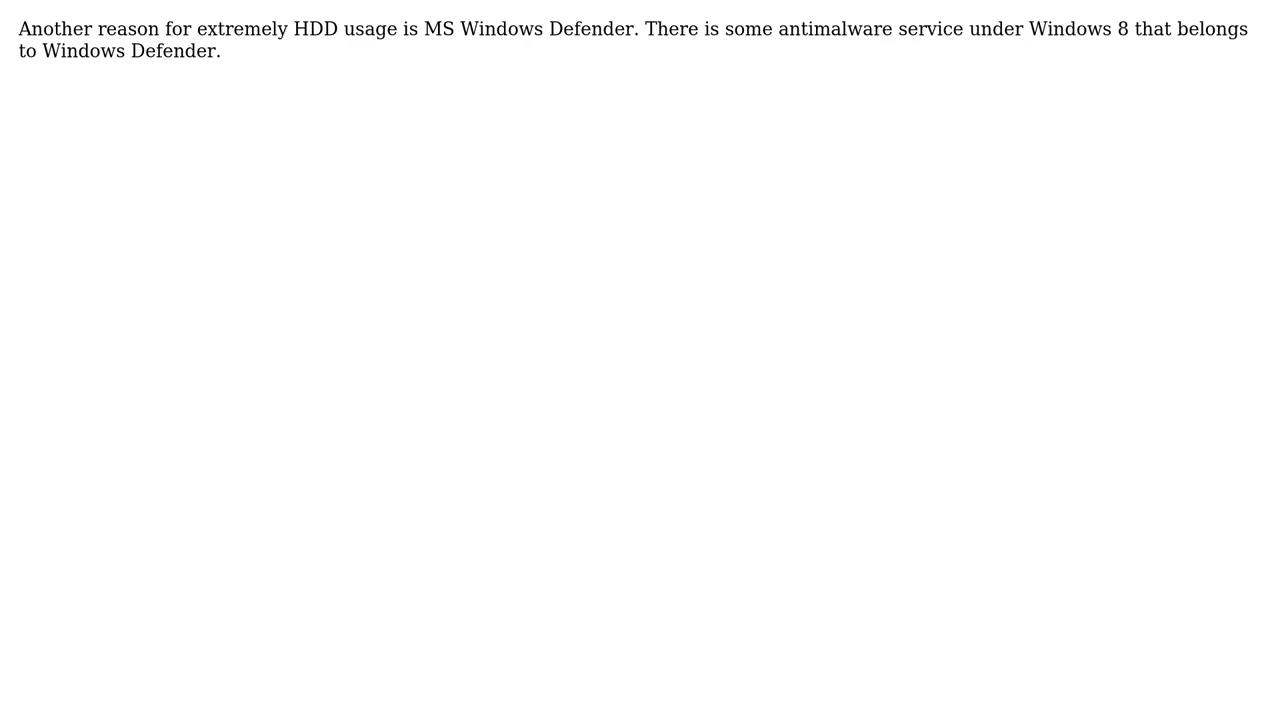 Another reason for extremely HDD usage is MS Windows Defender. There is some antimalware service under Windows 8 that belongs
to Windows Defender.